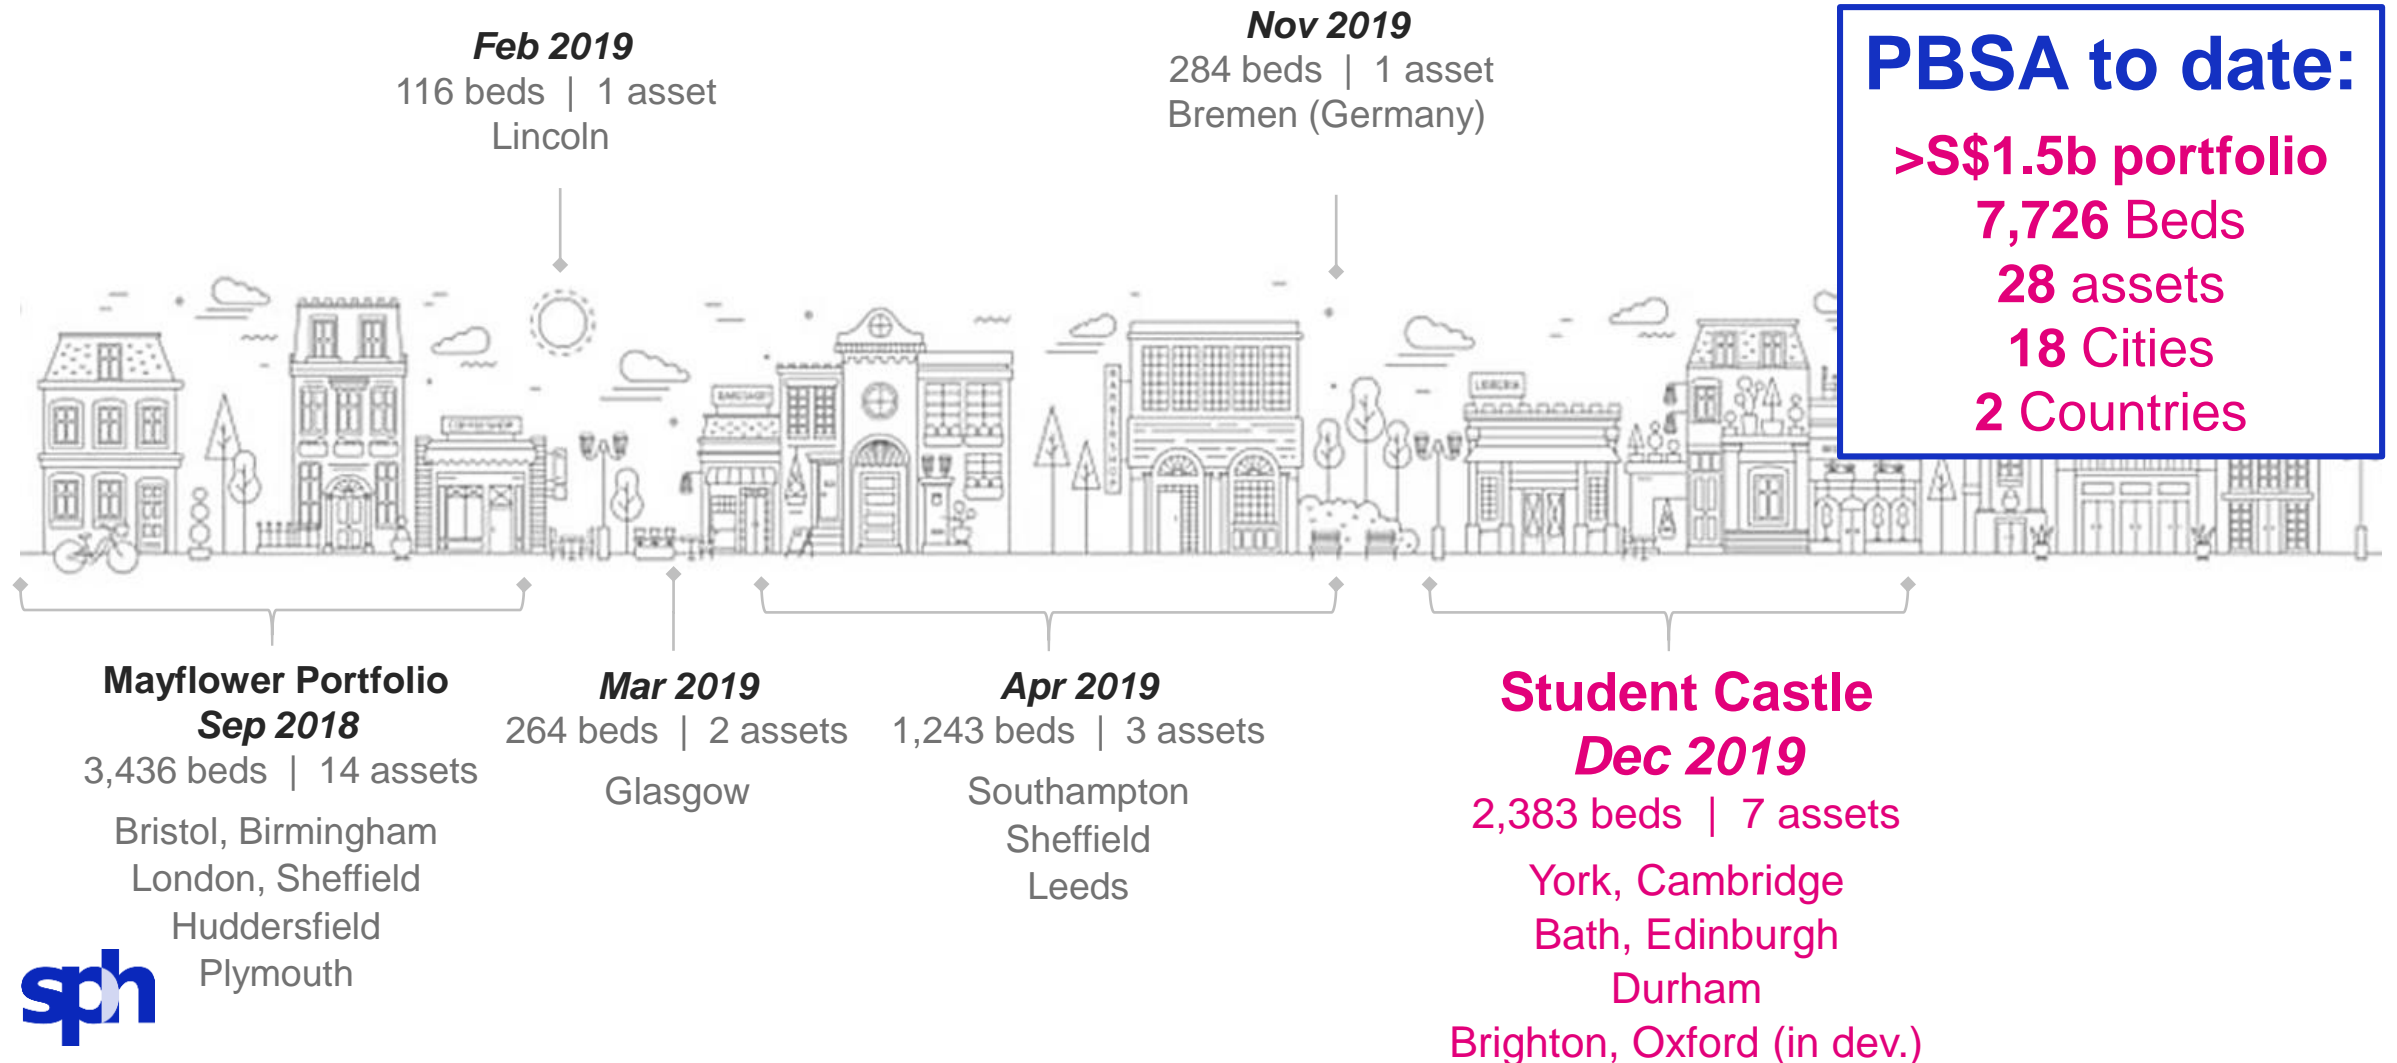 Feb 2019
116 beds | 1 asset
Lincoln
Nov 2019
284 beds | 1 asset
Bremen (Germany)
PBSA to date:
>S$1.5b portfolio
7,726 Beds
28 assets
18 Cities
2 Countries
Mayflower Portfolio
Sep 2018
3,436 beds | 14 assets
Bristol, Birmingham
London, Sheffield
Huddersfield
Plymouth
Mar 2019
264 beds | 2 assets
Glasgow
Apr 2019
1,243 beds | 3 assets
Southampton
Sheffield
Leeds
Student Castle
Dec 2019
2,383 beds | 7 assets
York, Cambridge
Bath, Edinburgh
Durham
Brighton, Oxford (in dev.)
sph